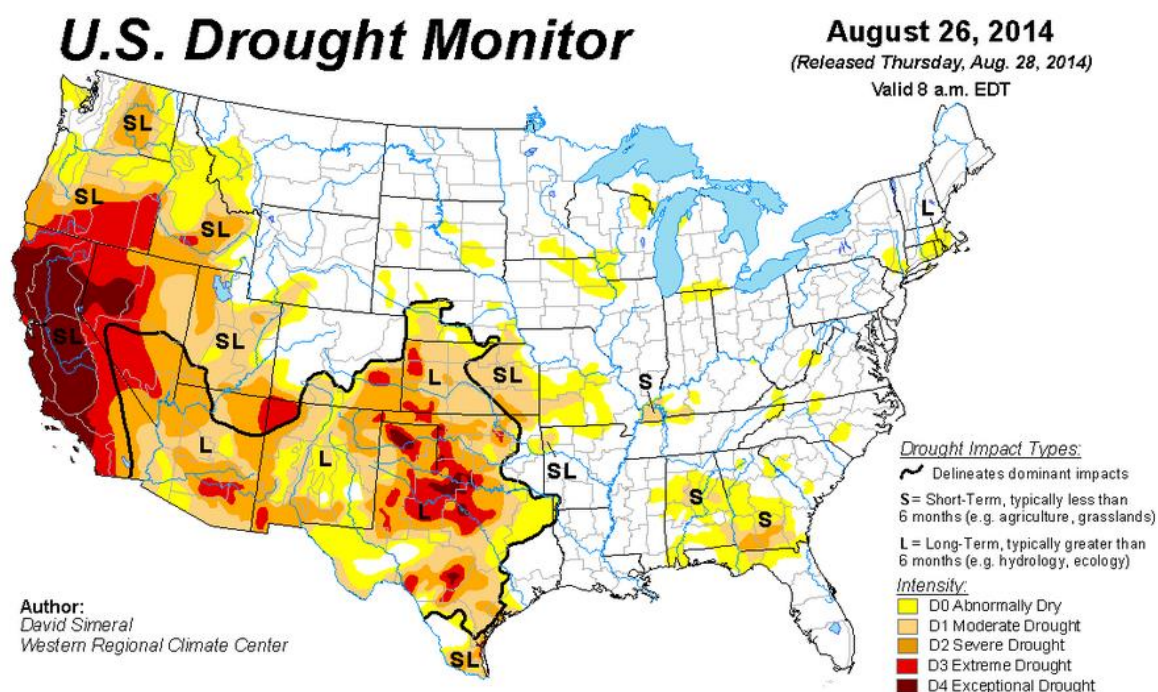 U.S. Drought Monitor
August 26, 2014
(Released Thursday, Aug. 28, 2014)
Valid 8 a.m. EDT
SL
SL
SL
L
SL
SL
L
SL
S
L
L
SL
S
S
L
SL
Drought Impact Types:
Delineates dominant impacts
S = Short-Term, typically less than
6 months (e.g. agriculture, grasslands)
L = Long-Term, typically greater than
6 months (e.g. hydrology, ecology)
Intensity:
D0 Abnormally Dry
D1 Moderate Drought
D2 Severe Drought
D3 Extreme Drought
D4 Exceptional Drought
Author:
David Simeral
Western Regional Climate Center